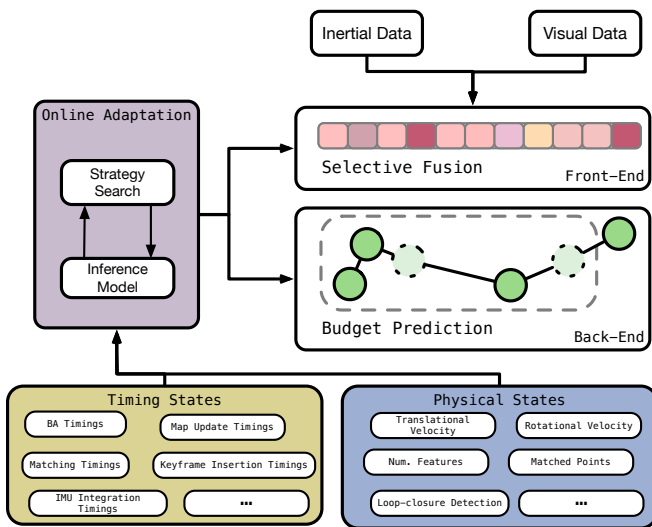 Inertial Data
Visual Data
Online Adaptation
Strategy
Search
Inference
Model
Selective Fusion
Front-End
Budget Prediction
Back-End
Timing States
BA Timings
Map Update Timings
Matching Timings
Keyframe Insertion Timings
IMU Integration
Timings
...
Physical States
Translational
Velocity
Rotational Velocity
Num. Features
Matched Points
Loop-closure Detection
...